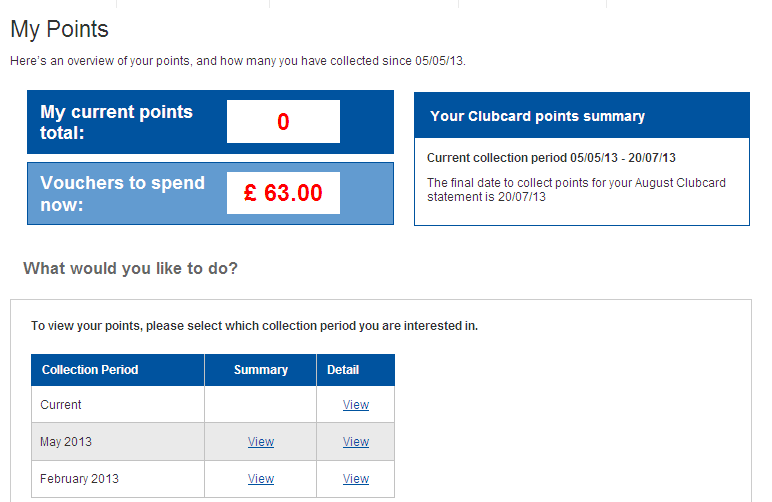 My Points
Here's an overview of your points, and how many you have collected since 05/05/13.
My current points
total:
0
Vouchers to spend
now:
£ 63.00
Your Clubcard points summary
Current collection period 05/05/13 - 20/07/13
The final date to collect points for your August Clubcard
statement is 20/07/13
What would you like to do?
To view your points, please select which collection period you are interested in.
Collection Period Summary Detail
Current View
May 2013 View View
February 2013 View View